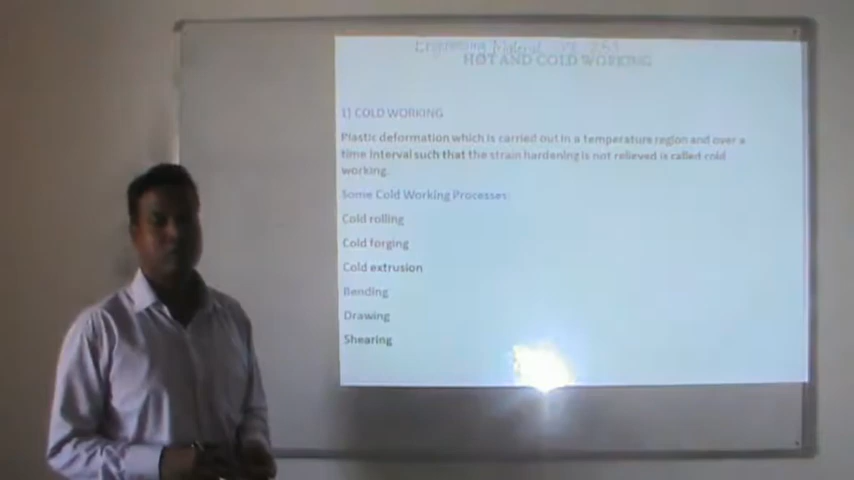 Engineering Material
HOT AND COLD WORKING
1] COLD WORKING
Plastic deformation which is carried out in a temperature region and over a
time interval such that the strain hardening is not relieved is called cold
working.
Some Cold Working Processes:
Cold rolling
Cold forging
Cold extrusion
Bending
Drawing
Shearing